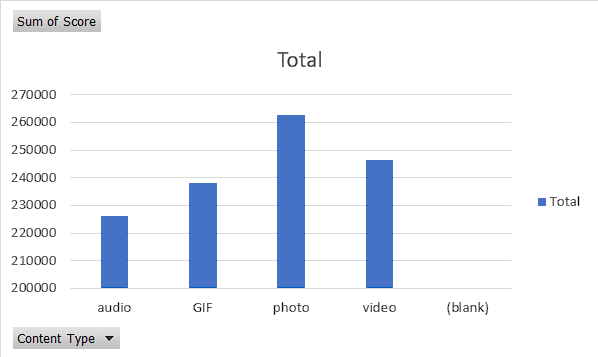 Sum of Score
Total
270000
260000
250000
240000
230000
220000
210000
200000
audio GIF photo video (blank)
Total
Content Type